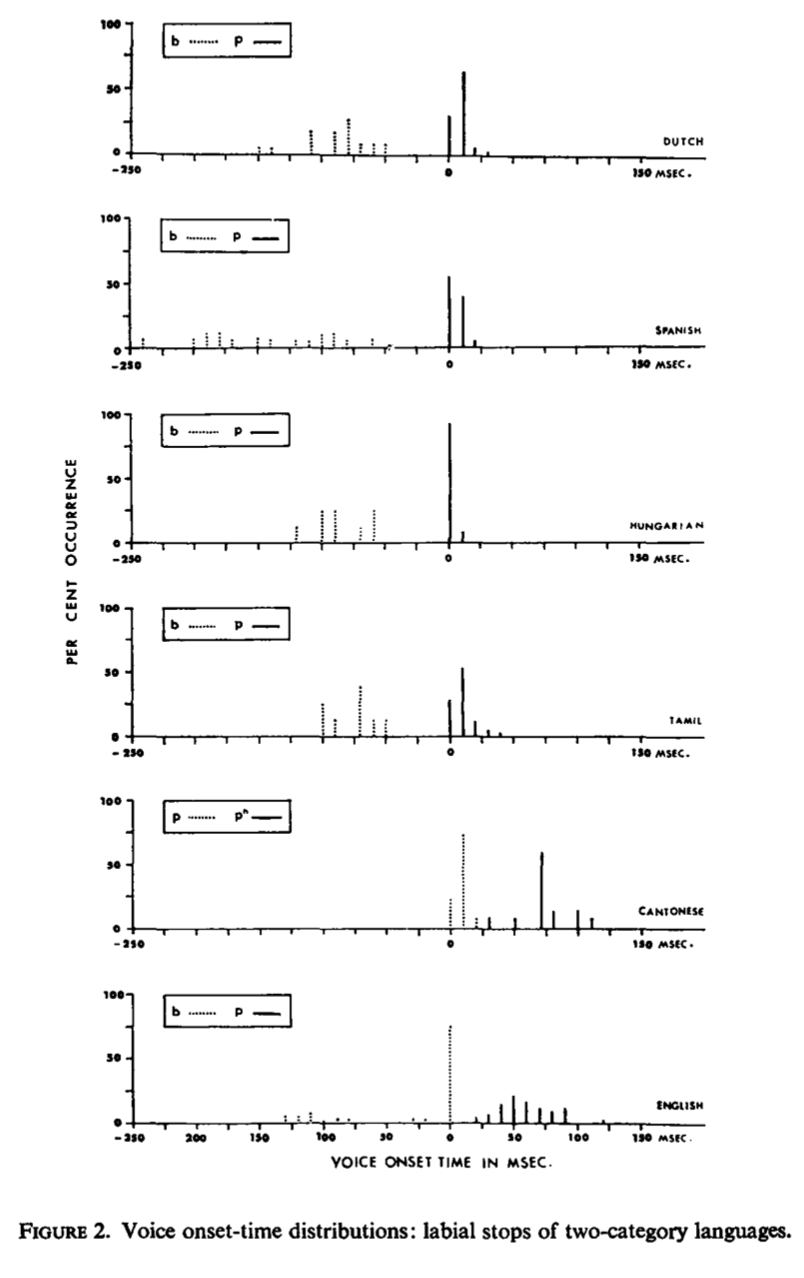 100
b p
50
DUTCH
0
-250 0 150 MSEC.
100
b p
50
SPANISH
0
-250 0 150 MSEC.
100
b p
50
HUNGARIAN
0
-250 0 150 MSEC.
PER CENT OCCURRENCE
100
b p
50
TAMIL
0
-250 0 150 MSEC.
100
p pʰ
50
CANTONESE
0
-250 0 150 MSEC.
100
b p
50
ENGLISH
0
-250 200 150 100 50 0 50 100 150 MSEC.
VOICE ONSET TIME IN MSEC.
FIGURE 2. Voice onset-time distributions: labial stops of two-category languages.